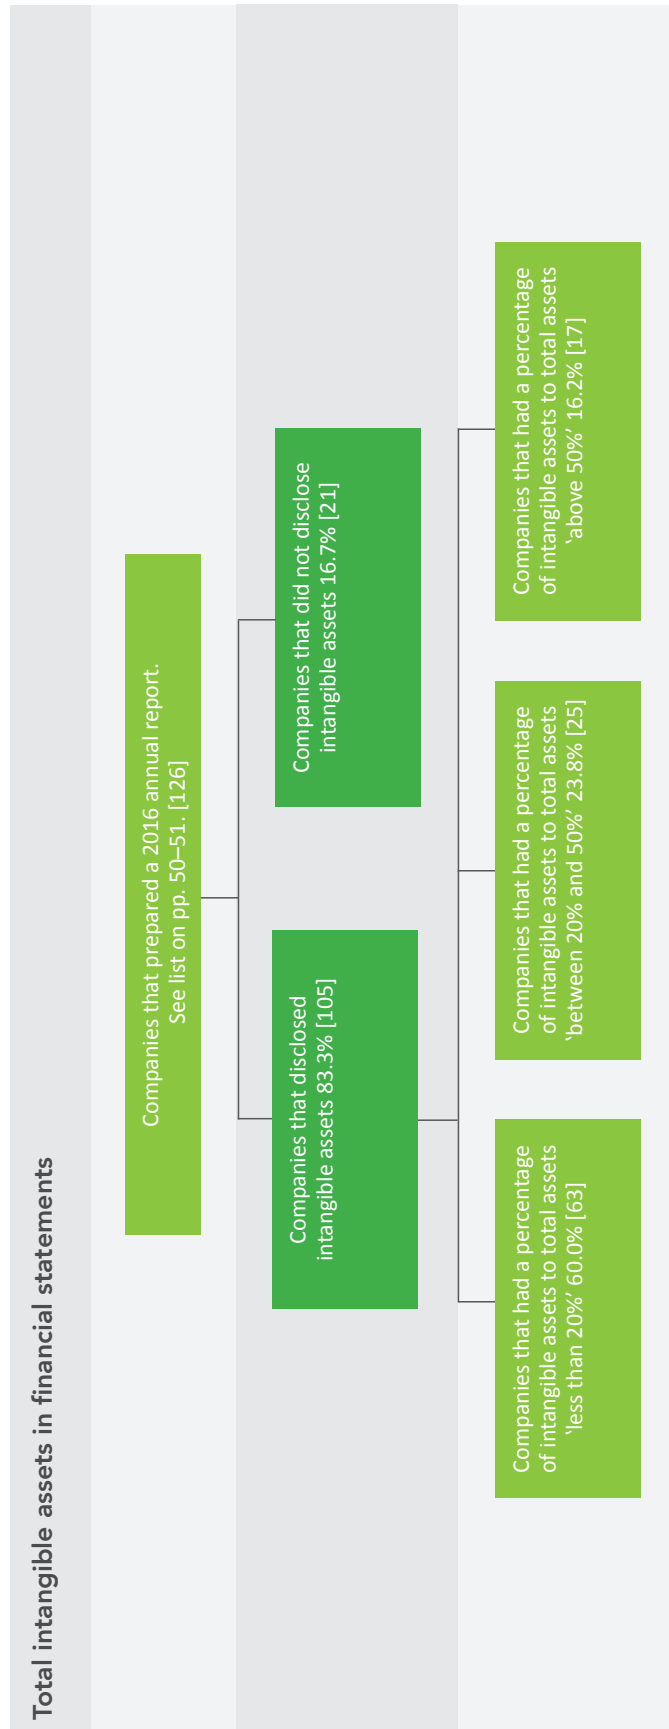 Total intangible assets in financial statements
Companies that prepared a 2016 annual report.
See list on pp. 50–51. [126]
Companies that disclosed
intangible assets 83.3% [105]
Companies that did not disclose
intangible assets 16.7% [21]
Companies that had a percentage
of intangible assets to total assets
‘less than 20%’ 60.0% [63]
Companies that had a percentage
of intangible assets to total assets
‘between 20% and 50%’ 23.8% [25]
Companies that had a percentage
of intangible assets to total assets
‘above 50%’ 16.2% [17]